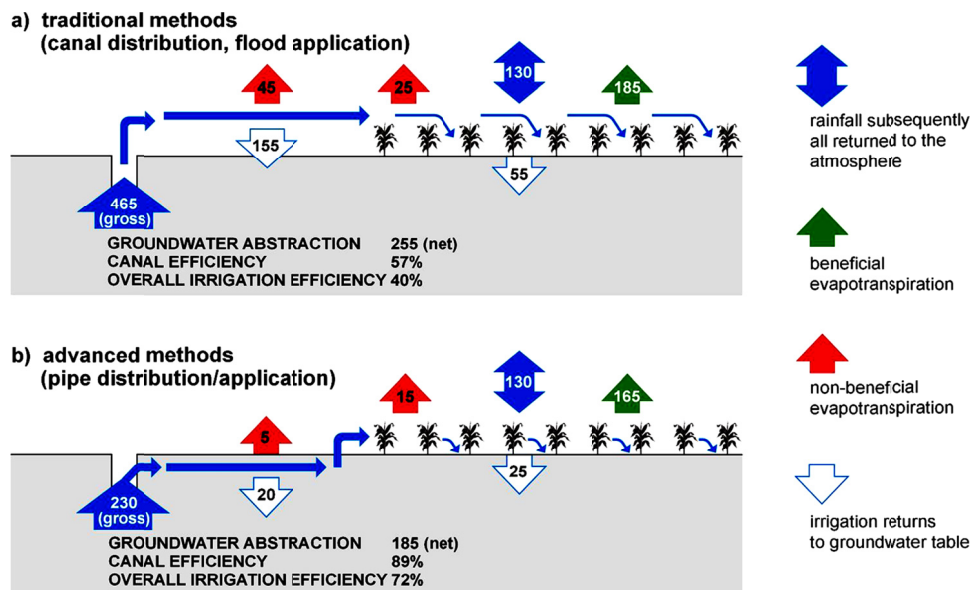 a) traditional methods
(canal distribution, flood application)
45
25
130
185
155
55
465
(gross)
GROUNDWATER ABSTRACTION 255 (net)
CANAL EFFICIENCY 57%
OVERALL IRRIGATION EFFICIENCY 40%
b) advanced methods
(pipe distribution/application)
5
15
130
165
20
25
230
(gross)
GROUNDWATER ABSTRACTION 185 (net)
CANAL EFFICIENCY 89%
OVERALL IRRIGATION EFFICIENCY 72%
rainfall subsequently
all returned to the
atmosphere
beneficial
evapotranspiration
non-benefcial
evapotranspiration
irrigation returns
to groundwater table